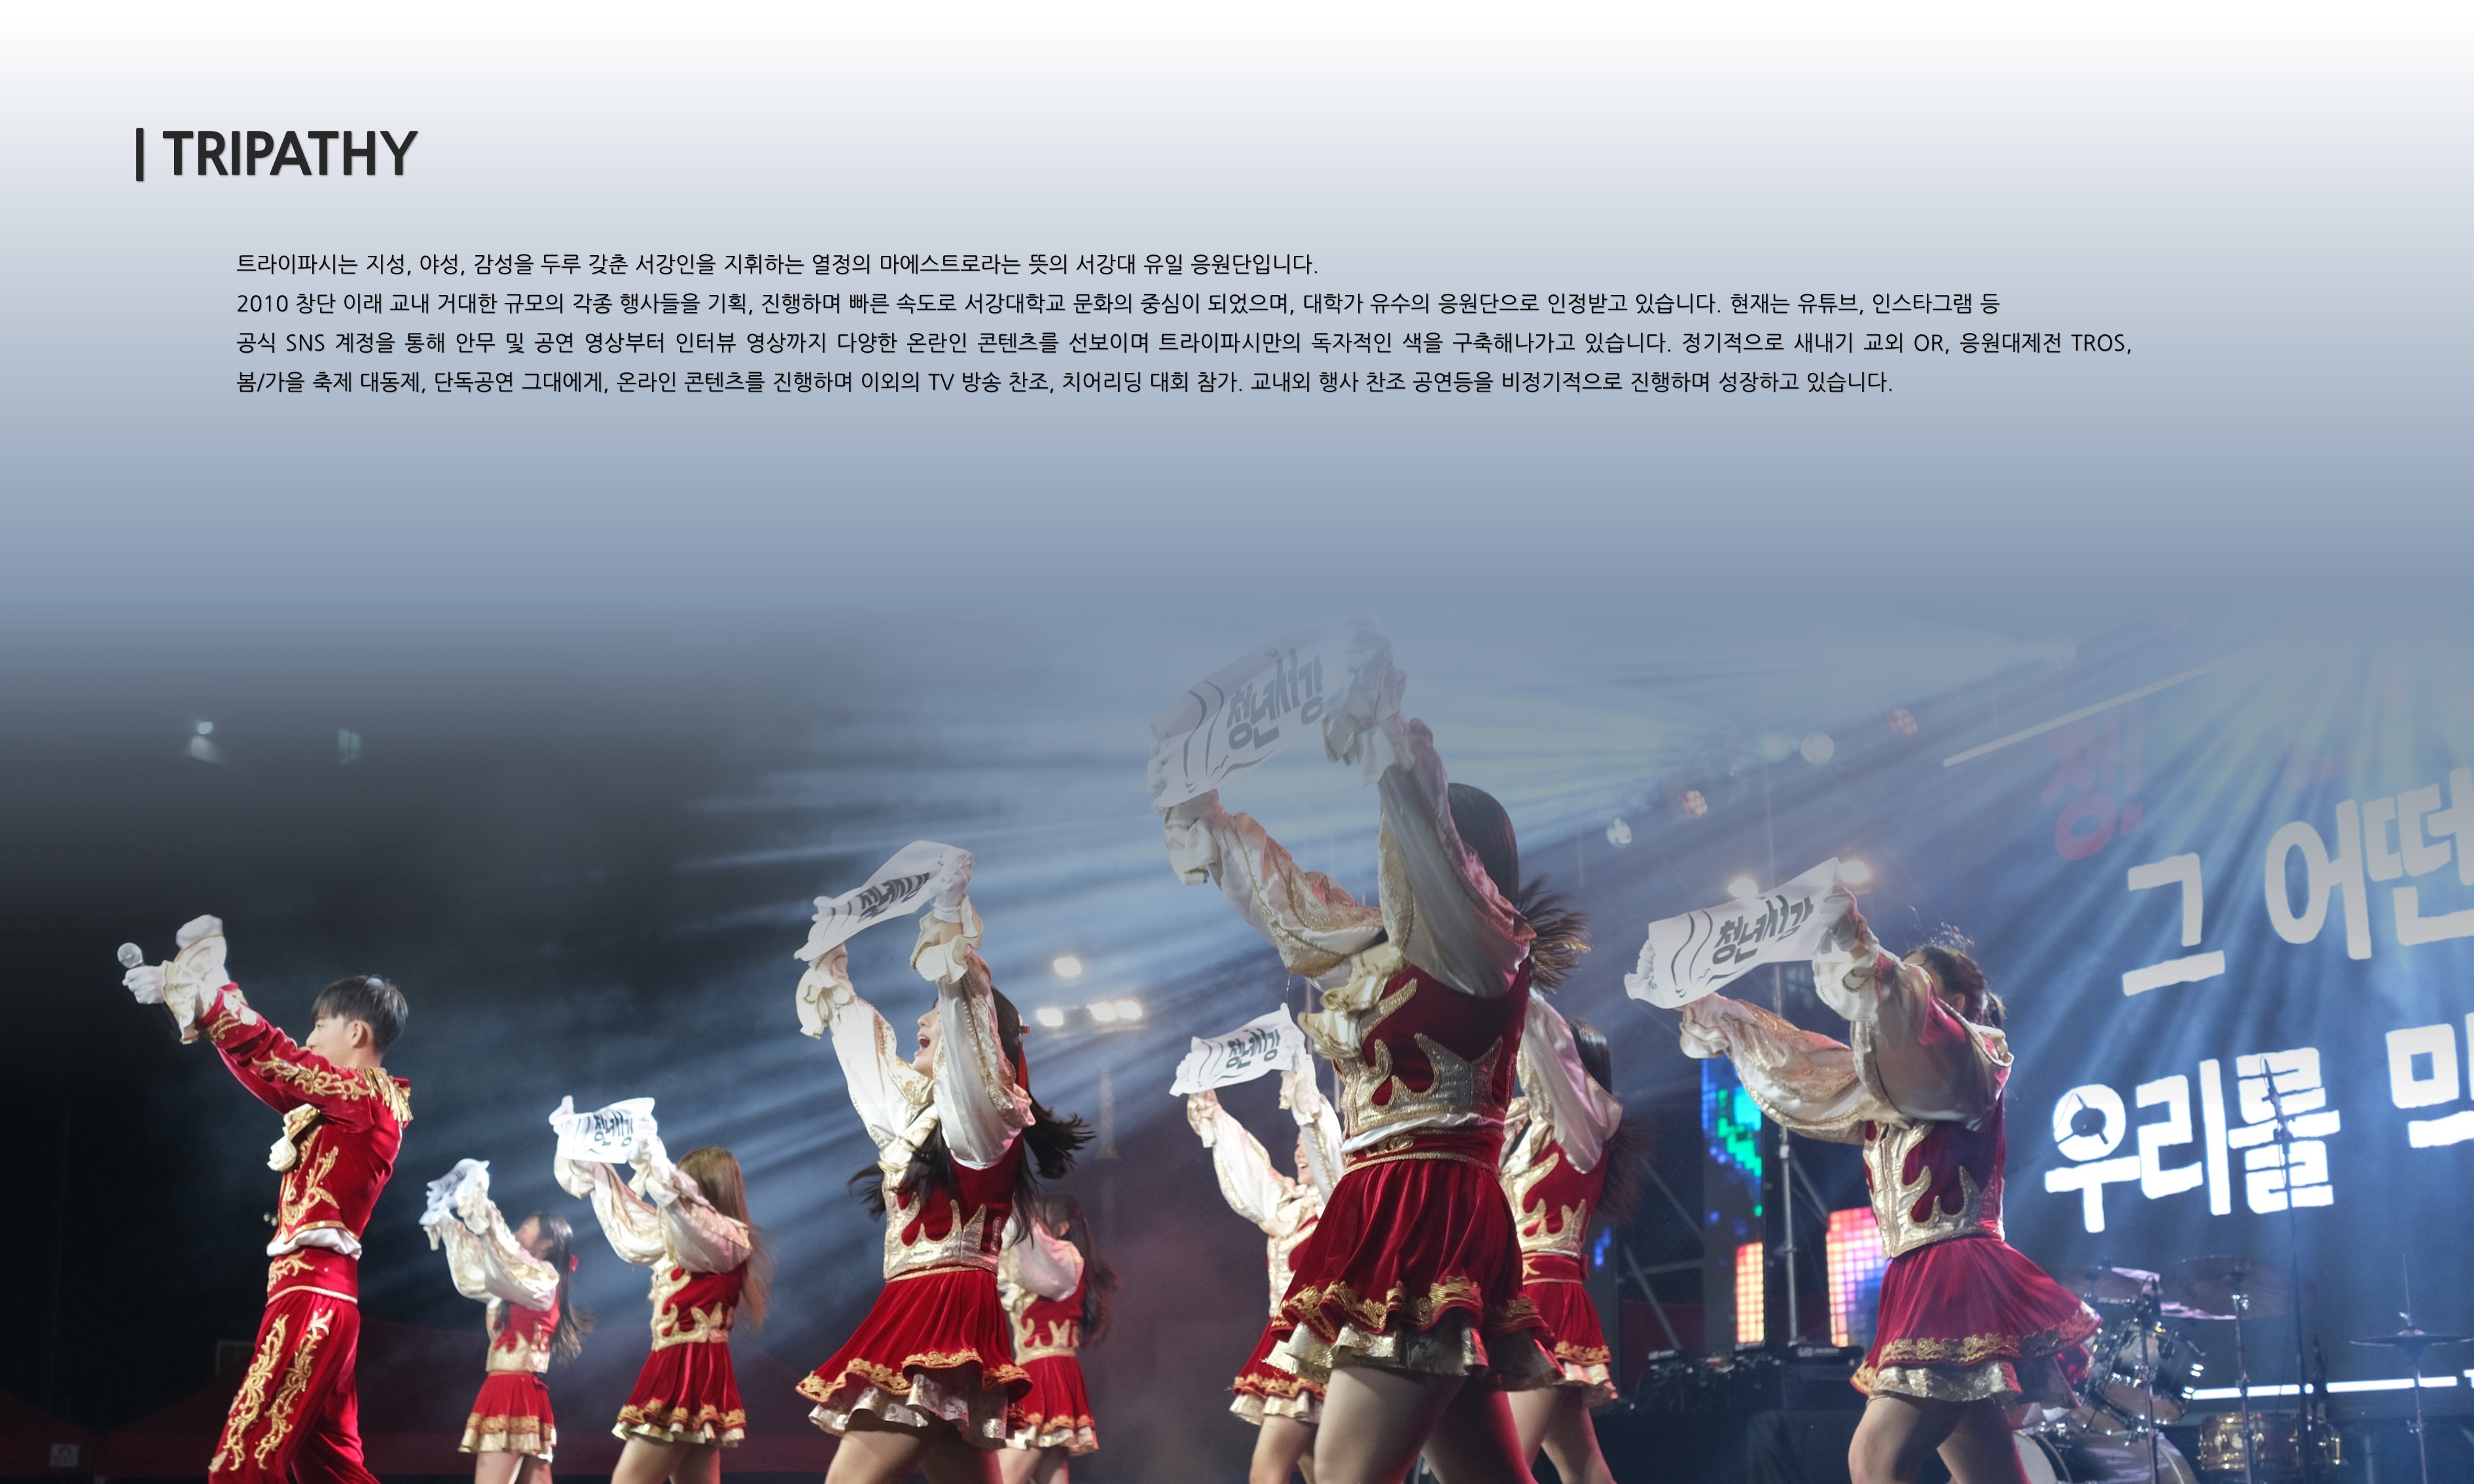 | TRIPATHY
트라이파시는 지성, 야성, 감성을 두루 갖춘 서강인을 지휘하는 열정의 마에스트로라는 뜻의 서강대 유일 응원단입니다.
2010 창단 이래 교내 거대한 규모의 각종 행사들을 기획, 진행하며 빠른 속도로 서강대학교 문화의 중심이 되었으며, 대학가 유수의 응원단으로 인정받고 있습니다. 현재는 유튜브, 인스타그램 등
공식 SNS 계정을 통해 안무 및 공연 영상부터 인터뷰 영상까지 다양한 온란인 콘텐츠를 선보이며 트라이파시만의 독자적인 색을 구축해나가고 있습니다. 정기적으로 새내기 교외 OR, 응원대제전 TROS,
봄/가을 축제 대동제, 단독공연 그대에게, 온라인 콘텐츠를 진행하며 이외의 TV 방송 찬조, 치어리딩 대회 참가. 교내외 행사 찬조 공연등을 비정기적으로 진행하며 성장하고 있습니다.
청년서강
청년서강
청년서강
청년서강
청년서강
그 어떤
우리를